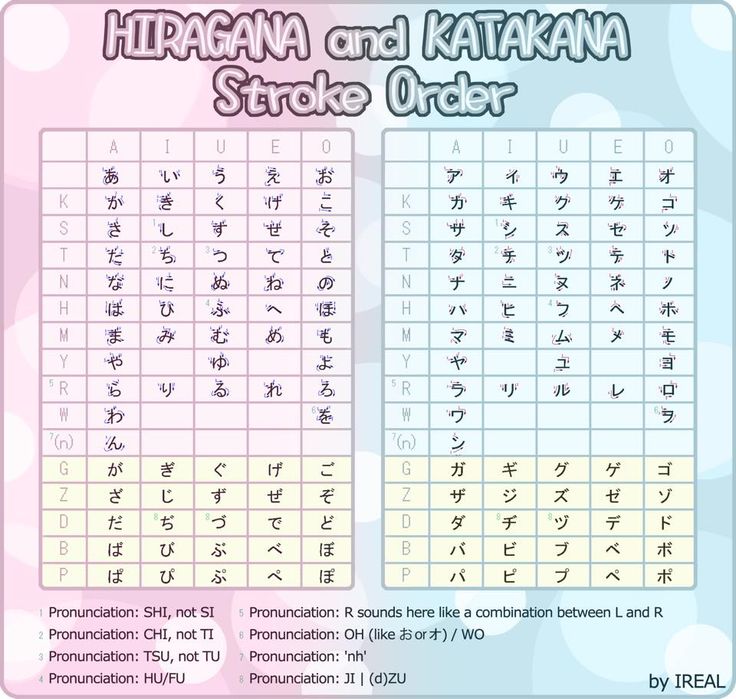 HIRAGANA and KATAKANA
Stroke Order
A I U E O
あ い う え お
K か き く け こ
S さ 1 し す せ そ
T た 2 ち 3 つ て と
N な に ぬ ね の
H は ひ 4 ふ へ ほ
M ま み む め も
Y や ゆ よ
5 R ら り る れ ろ
W わ 6 を
7 (n) ん
G が ぎ ぐ げ ご
Z ざ じ ず ぜ ぞ
D だ 8 ぢ 8 づ で ど
B ば び ぶ べ ぼ
P ぱ ぴ ぷ ぺ ぽ
A I U E O
ア イ ウ エ オ
K カ キ ク ケ コ
S サ 1 シ ス セ ソ
T タ 2 チ 3 ツ テ ト
N ナ ニ ヌ ネ ノ
H ハ ヒ 4 フ ヘ ホ
M マ ミ ム メ モ
Y ヤ ユ ヨ
5 R ラ リ ル レ ロ
W ワ 6 ヲ
7 (n) ン
G ガ ギ グ ゲ ゴ
Z ザ ジ ズ ゼ ゾ
D ダ 8 ヂ 8 ヅ デ ド
B バ ビ ブ ベ ボ
P パ ピ プ ペ ポ
1 Pronunciation: SHI, not SI
2 Pronunciation: CHI, not TI
3 Pronunciation: TSU, not TU
4 Pronunciation: HU/FU
5 Pronunciation: R sounds here like a combination between L and R
6 Pronunciation: OH (like お or オ) / WO
7 Pronunciation: 'nh'
8 Pronunciation: JI | (d)ZU
by IREAL